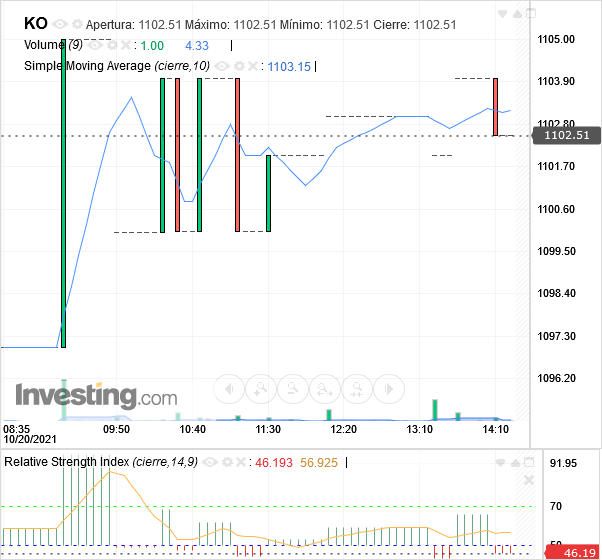 KO Apertura: 1102.51 Máximo: 1102.51 Mínimo: 1102.51 Cierre: 1102.51
Volume (9) : 1.00 4.33
Simple Moving Average (cierre,10) : 1103.15
1105.00
1103.90
1102.80
1102.51
1101.70
1100.60
1099.50
1098.40
1097.30
1096.20
Investing.com
08:35 09:50 10:40 11:30 12:20 13:10 14:10
10/20/2021
Relative Strength Index (cierre,14,9) : 46.193 56.925
91.95
70
50
46.19